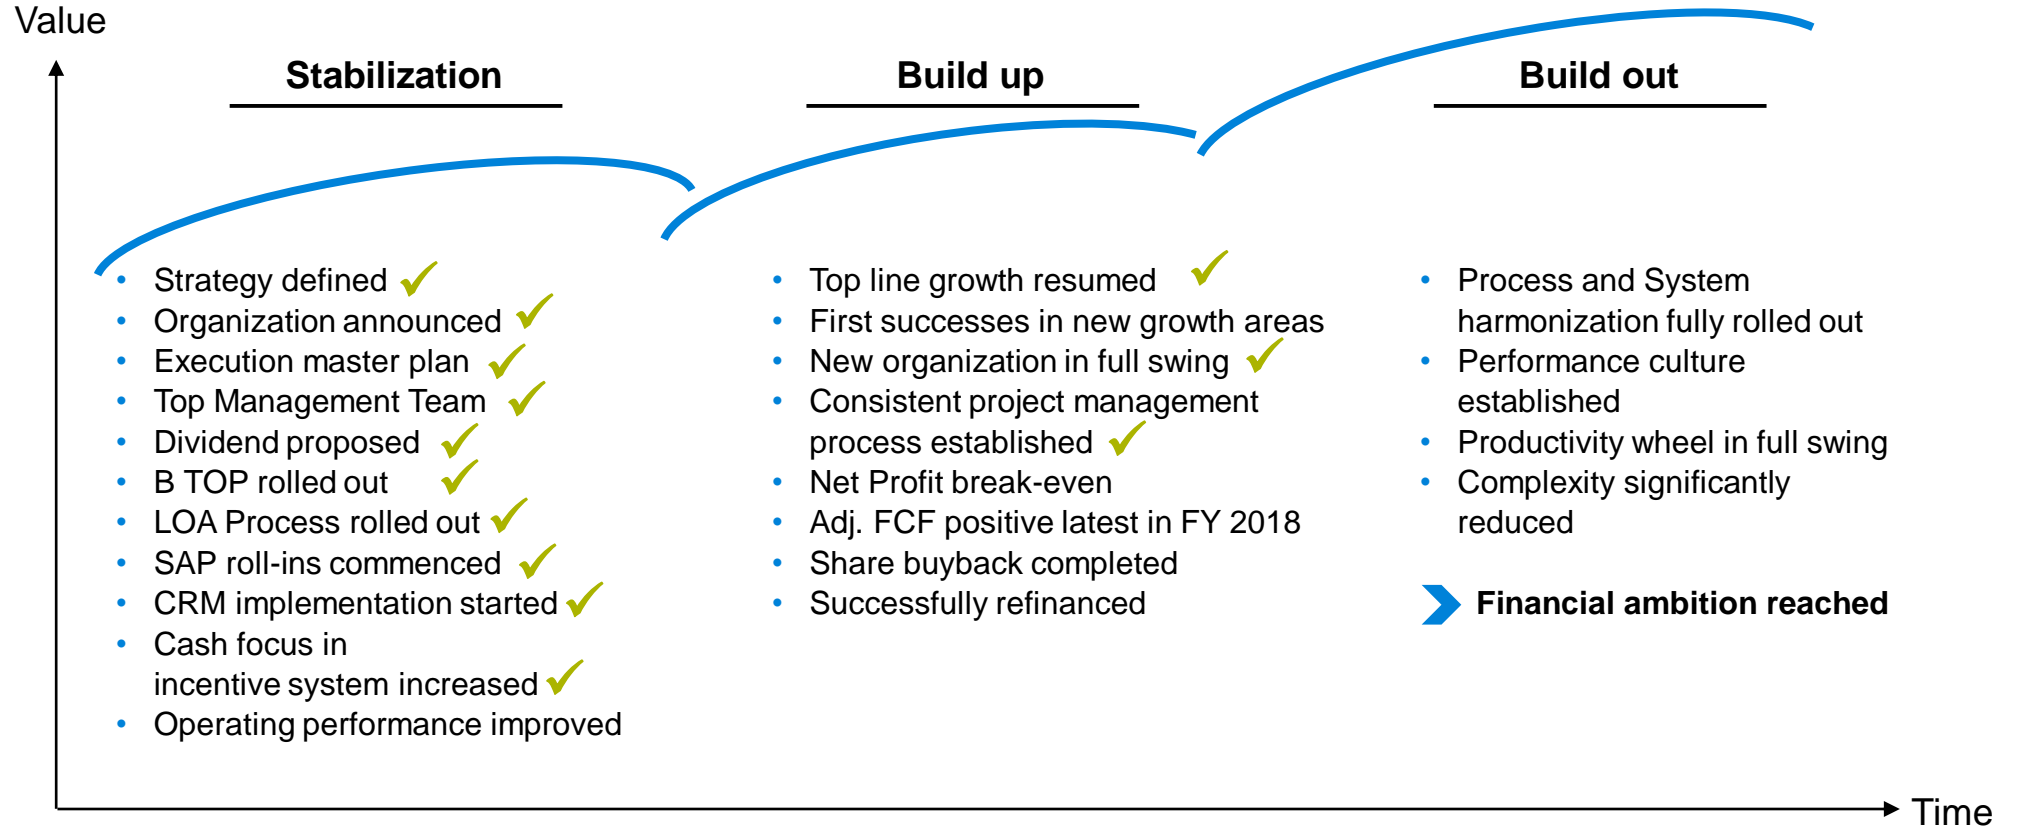 Value
Stabilization
• Strategy defined ✓
• Organization announced ✓
• Execution master plan ✓
• Top Management Team ✓
• Dividend proposed ✓
• B TOP rolled out ✓
• LOA Process rolled out ✓
• SAP roll-ins commenced ✓
• CRM implementation started ✓
• Cash focus in
incentive system increased ✓
• Operating performance improved
Build up
• Top line growth resumed ✓
• First successes in new growth areas
• New organization in full swing ✓
• Consistent project management
process established ✓
• Net Profit break-even
• Adj. FCF positive latest in FY 2018
• Share buyback completed
• Successfully refinanced
Build out
• Process and System
harmonization fully rolled out
• Performance culture
established
• Productivity wheel in full swing
• Complexity significantly
reduced
Financial ambition reached
Time